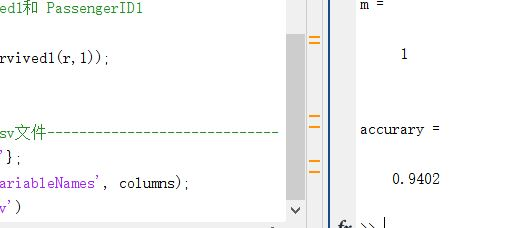 ed1和 PassengerID1
rvived1(r,1));
sv文件-----------------------------
'};
ariableNames', columns);
v')
m =
1
accurary =
0.9402
fx >>